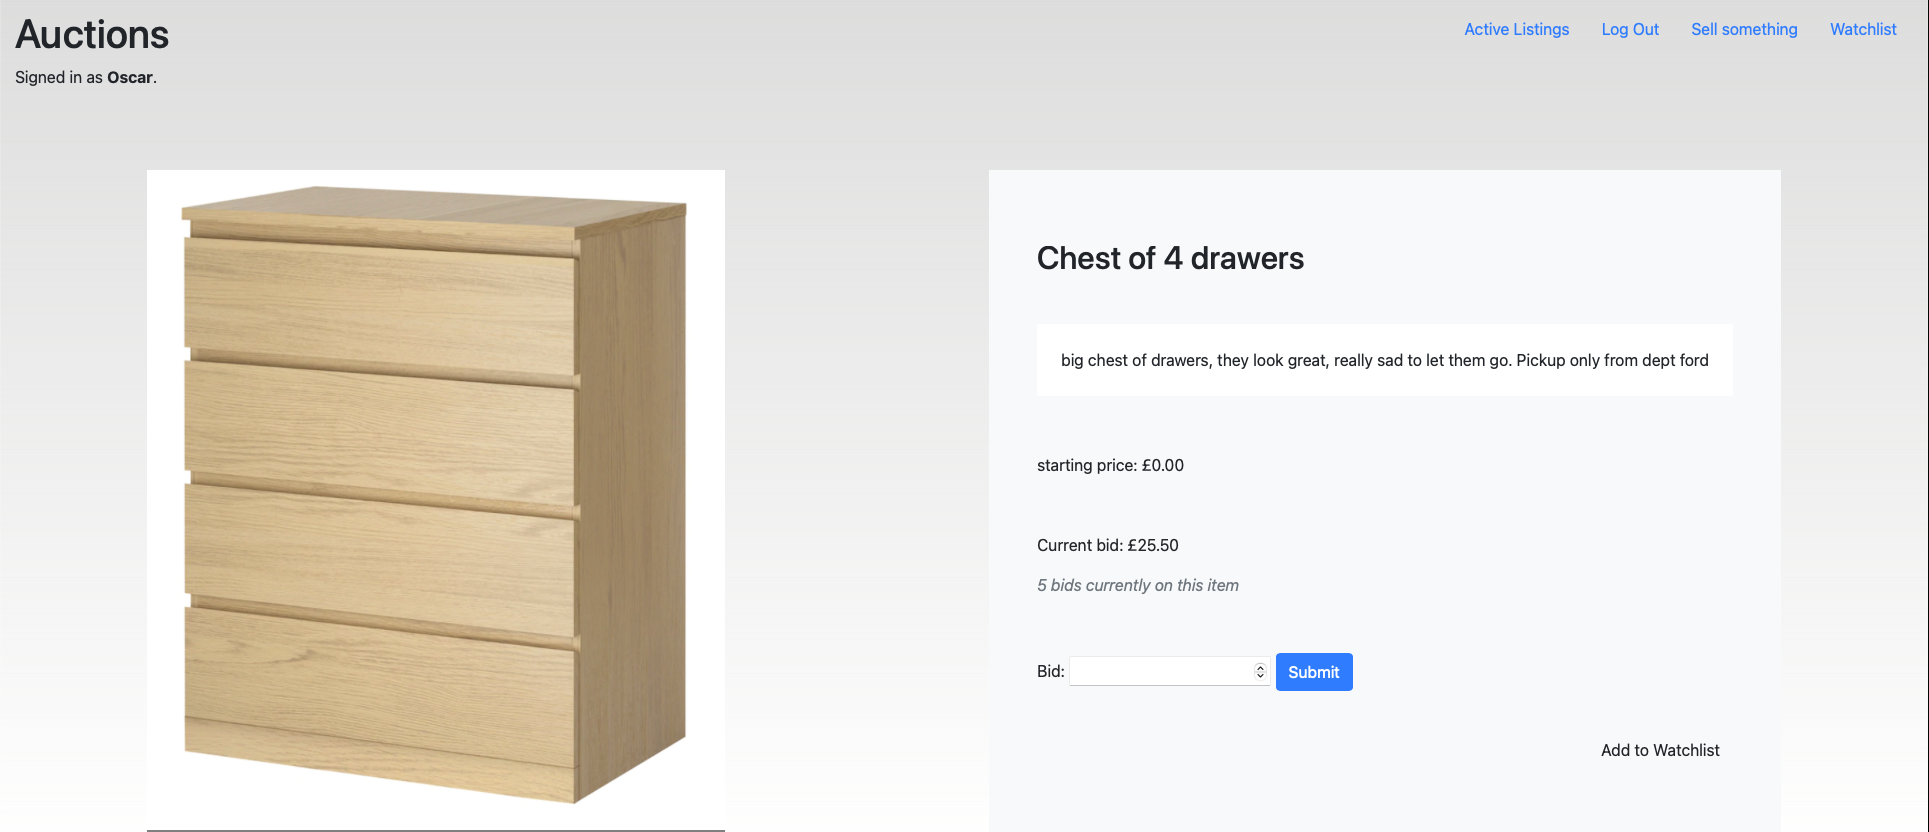 Auctions
Active Listings Log Out Sell something Watchlist
Signed in as Oscar.
Chest of 4 drawers
big chest of drawers, they look great, really sad to let them go. Pickup only from dept ford
starting price: £0.00
Current bid: £25.50
5 bids currently on this item
Bid: Submit
Add to Watchlist